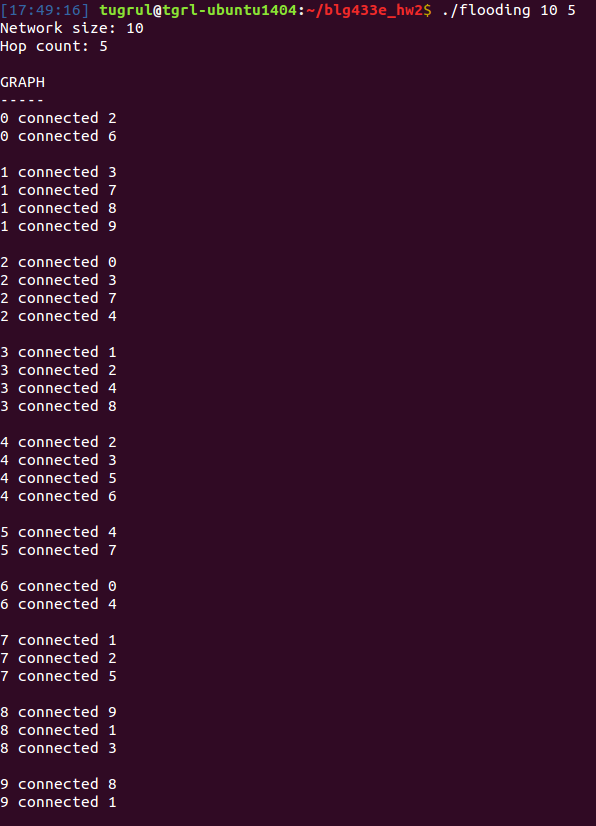 [17:49:16] tugrul@tgrl-ubuntu1404:~/blg433e_hw2$ ./flooding 10 5
Network size: 10
Hop count: 5
GRAPH
-----
0 connected 2
0 connected 6
1 connected 3
1 connected 7
1 connected 8
1 connected 9
2 connected 0
2 connected 3
2 connected 7
2 connected 4
3 connected 1
3 connected 2
3 connected 4
3 connected 8
4 connected 2
4 connected 3
4 connected 5
4 connected 6
5 connected 4
5 connected 7
6 connected 0
6 connected 4
7 connected 1
7 connected 2
7 connected 5
8 connected 9
8 connected 1
8 connected 3
9 connected 8
9 connected 1